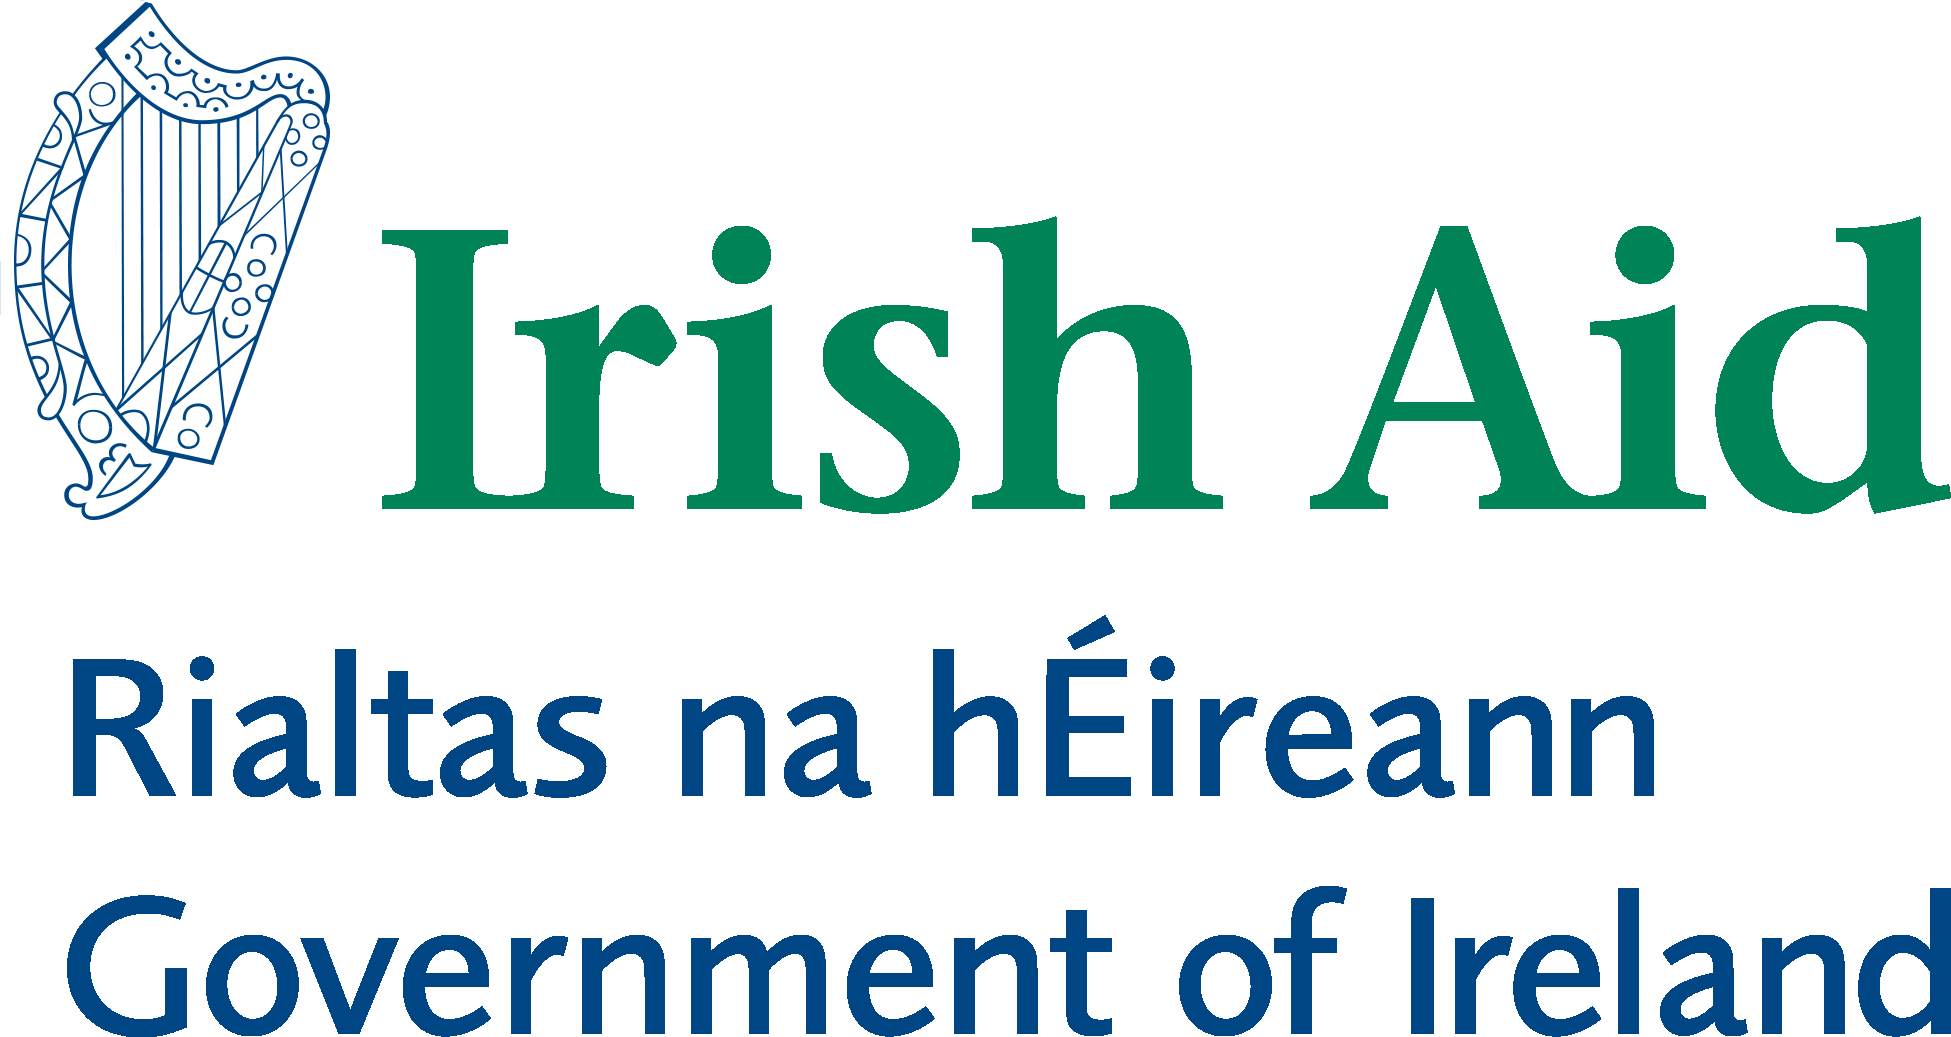 Irish Aid
Rialtas na hÉireann
Government of Ireland